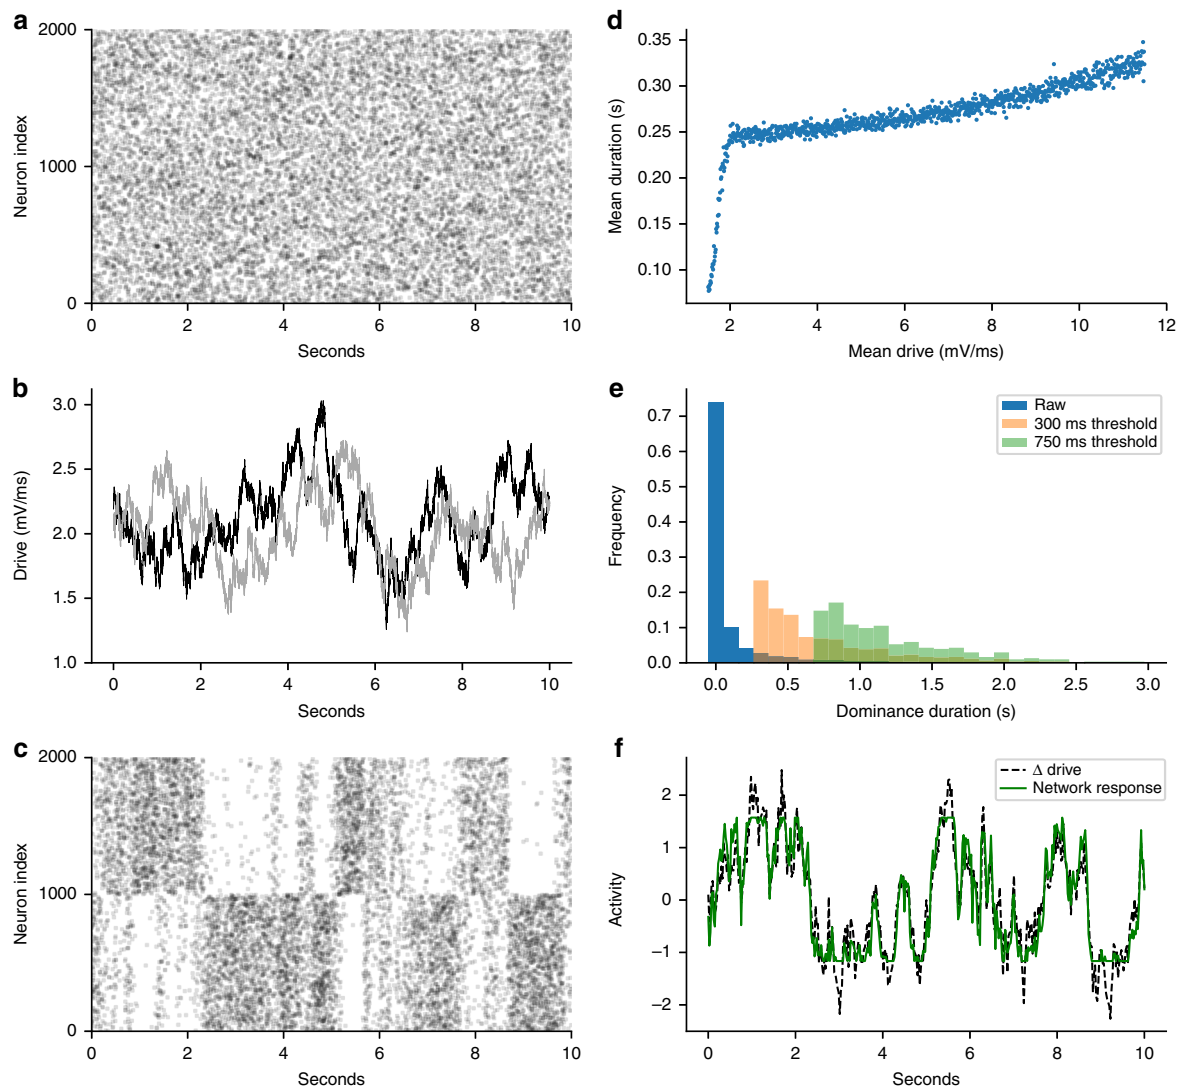 a
2000
1000
0
Neuron index
0 2 4 6 8 10
Seconds
d
0.35
0.30
0.25
0.20
0.15
0.10
Mean duration (s)
2 4 6 8 10 12
Mean drive (mV/ms)
b
3.0
2.5
2.0
1.5
1.0
Drive (mV/ms)
0 2 4 6 8 10
Seconds
e
0.7
0.6
0.5
0.4
0.3
0.2
0.1
0.0
Frequency
Raw
300 ms threshold
750 ms threshold
0.0 0.5 1.0 1.5 2.0 2.5 3.0
Dominance duration (s)
c
2000
1000
0
Neuron index
0 2 4 6 8 10
Seconds
f
2
1
0
−1
−2
Activity
Δ drive
Network response
0 2 4 6 8 10
Seconds